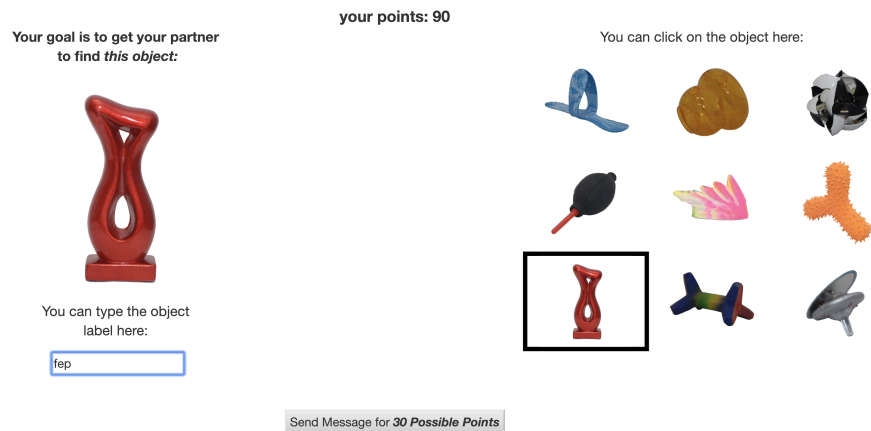 your points: 90
Your goal is to get your partner
to find this object:
You can click on the object here:
You can type the object
label here:
fep
Send Message for 30 Possible Points